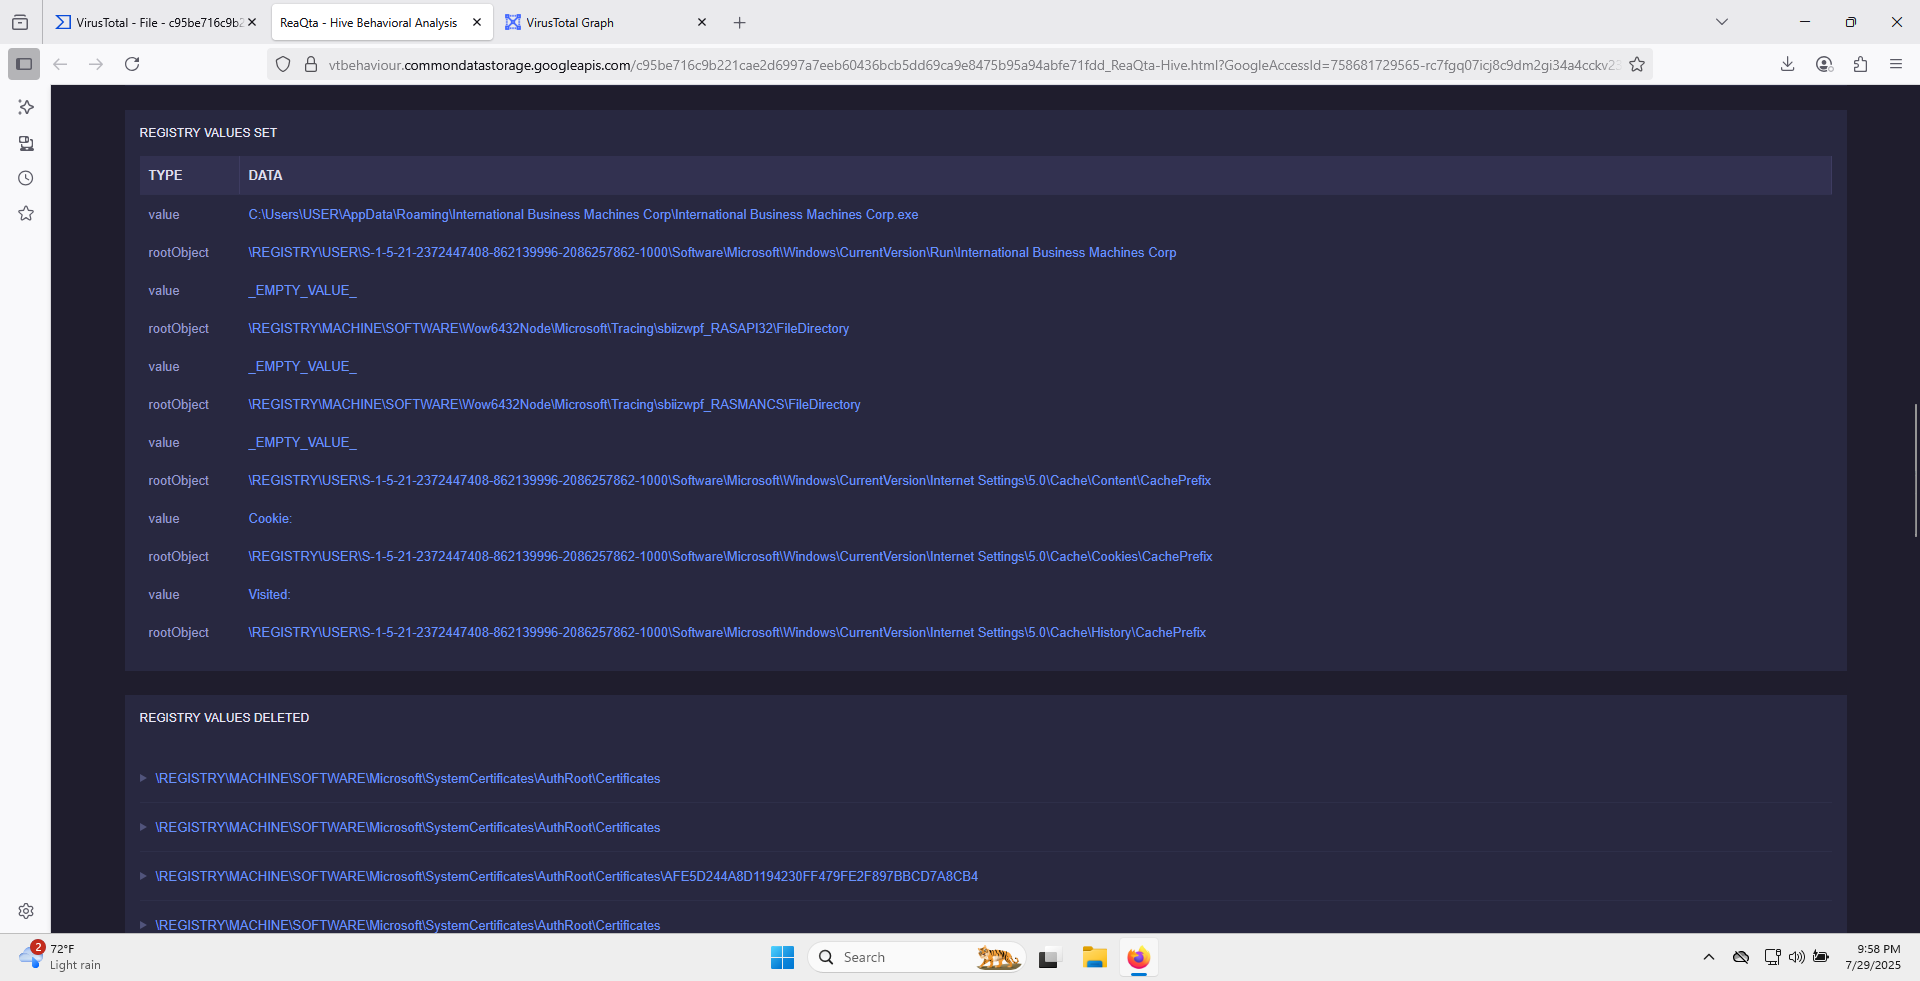 VirusTotal - File - c95be716c9b2
ReaQta - Hive Behavioral Analysis
VirusTotal Graph
vtbehaviour.commondatastorage.googleapis.com/c95be716c9b221cae2d6997a7eeb60436bcb5dd69ca9e8475b95a94abfe71fdd_ReaQta-Hive.html?GoogleAccessId=758681729565-rc7fgq07icj8c9dm2gi34a4cckv23
REGISTRY VALUES SET
TYPE DATA
value C:\Users\USER\AppData\Roaming\International Business Machines Corp\International Business Machines Corp.exe
rootObject \REGISTRY\USER\S-1-5-21-2372447408-862139996-2086257862-1000\Software\Microsoft\Windows\CurrentVersion\Run\International Business Machines Corp
value _EMPTY_VALUE_
rootObject \REGISTRY\MACHINE\SOFTWARE\Wow6432Node\Microsoft\Tracing\sbiizwpf_RASAPI32\FileDirectory
value _EMPTY_VALUE_
rootObject \REGISTRY\MACHINE\SOFTWARE\Wow6432Node\Microsoft\Tracing\sbiizwpf_RASMANCS\FileDirectory
value _EMPTY_VALUE_
rootObject \REGISTRY\USER\S-1-5-21-2372447408-862139996-2086257862-1000\Software\Microsoft\Windows\CurrentVersion\Internet Settings\5.0\Cache\Content\CachePrefix
value Cookie:
rootObject \REGISTRY\USER\S-1-5-21-2372447408-862139996-2086257862-1000\Software\Microsoft\Windows\CurrentVersion\Internet Settings\5.0\Cache\Cookies\CachePrefix
value Visited:
rootObject \REGISTRY\USER\S-1-5-21-2372447408-862139996-2086257862-1000\Software\Microsoft\Windows\CurrentVersion\Internet Settings\5.0\Cache\History\CachePrefix
REGISTRY VALUES DELETED
\REGISTRY\MACHINE\SOFTWARE\Microsoft\SystemCertificates\AuthRoot\Certificates
\REGISTRY\MACHINE\SOFTWARE\Microsoft\SystemCertificates\AuthRoot\Certificates
\REGISTRY\MACHINE\SOFTWARE\Microsoft\SystemCertificates\AuthRoot\Certificates\AFE5D244A8D1194230FF479FE2F897BBCD7A8CB4
\REGISTRY\MACHINE\SOFTWARE\Microsoft\SystemCertificates\AuthRoot\Certificates
2
72°F
Light rain
Search
9:58 PM
7/29/2025